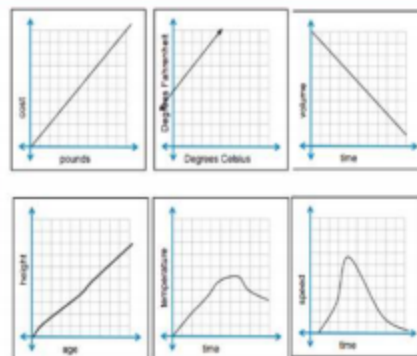 cost
pounds
Degrees Fahrenheit
Degrees Celsius
volume
time
height
age
temperature
time
speed
time